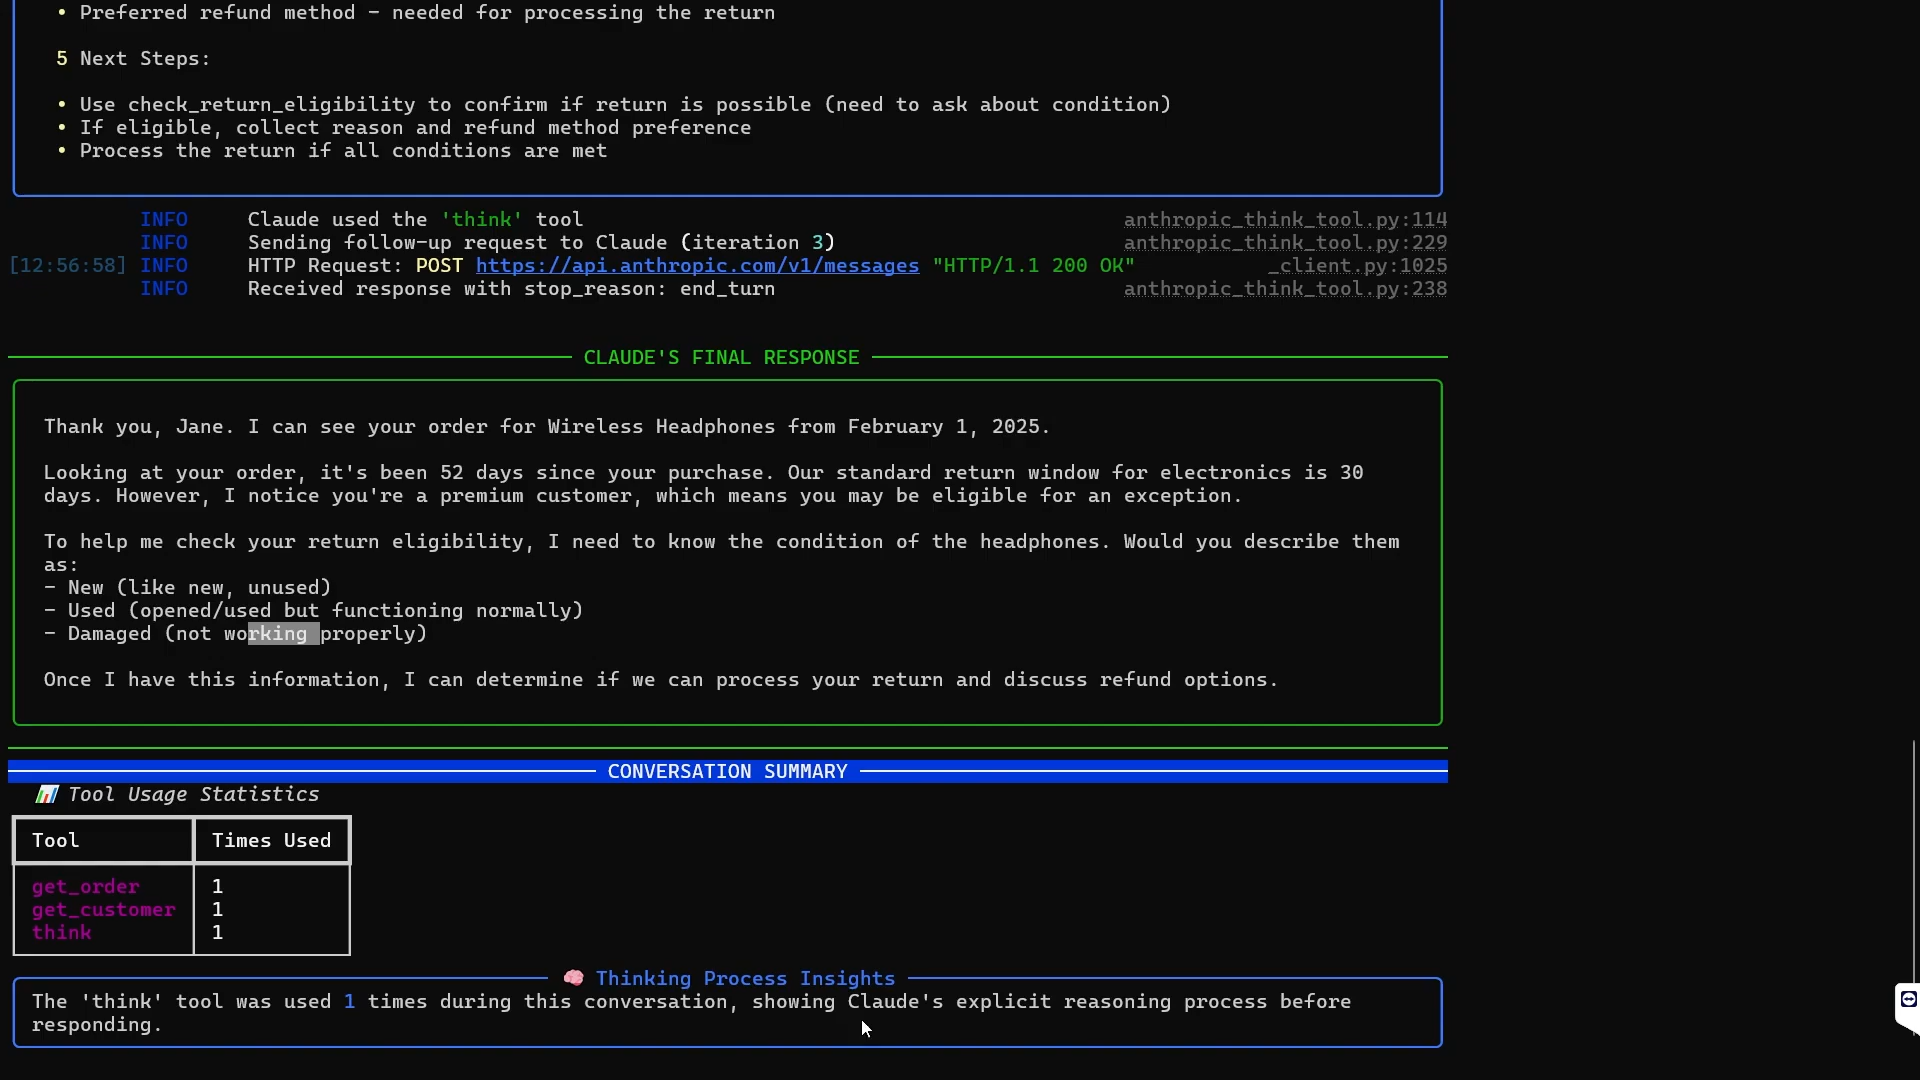 • Preferred refund method – needed for processing the return
5 Next Steps:
• Use check_return_eligibility to confirm if return is possible (need to ask about condition)
• If eligible, collect reason and refund method preference
• Process the return if all conditions are met
INFO Claude used the 'think' tool anthropic_think_tool.py:114
INFO Sending follow-up request to Claude (iteration 3) anthropic_think_tool.py:229
[12:56:58] INFO HTTP Request: POST https://api.anthropic.com/v1/messages "HTTP/1.1 200 OK" _client.py:1025
INFO Received response with stop_reason: end_turn anthropic_think_tool.py:238
CLAUDE'S FINAL RESPONSE
Thank you, Jane. I can see your order for Wireless Headphones from February 1, 2025.
Looking at your order, it's been 52 days since your purchase. Our standard return window for electronics is 30
days. However, I notice you're a premium customer, which means you may be eligible for an exception.
To help me check your return eligibility, I need to know the condition of the headphones. Would you describe them
as:
– New (like new, unused)
– Used (opened/used but functioning normally)
– Damaged (not working properly)
Once I have this information, I can determine if we can process your return and discuss refund options.
CONVERSATION SUMMARY
📊 Tool Usage Statistics
Tool Times Used
get_order 1
get_customer 1
think 1
🧠 Thinking Process Insights
The 'think' tool was used 1 times during this conversation, showing Claude's explicit reasoning process before
responding.